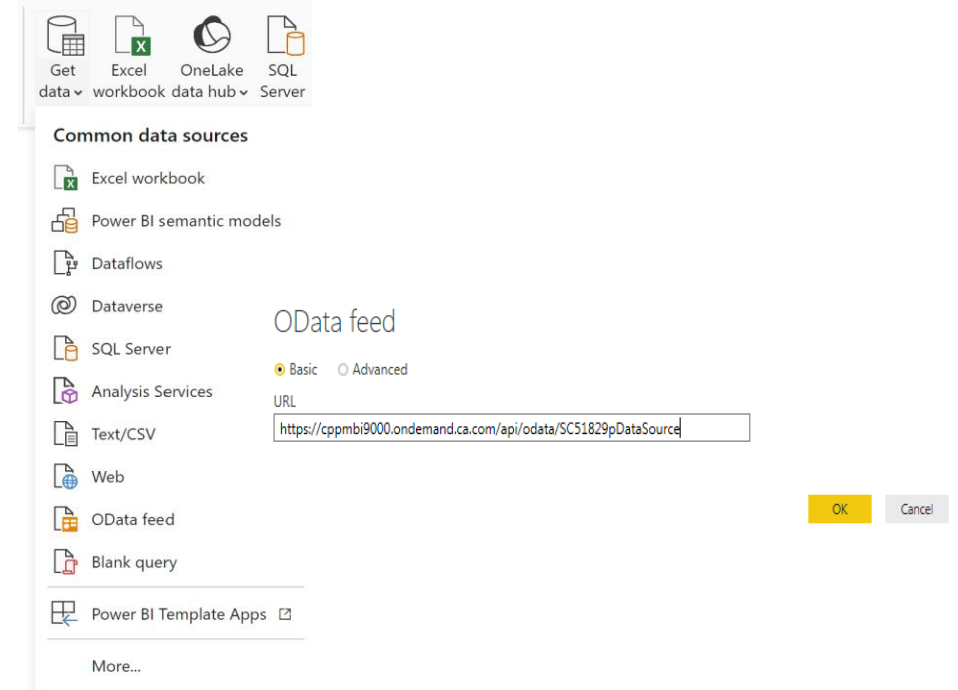 Get data
Excel workbook
OneLake data hub
SQL Server
Common data sources
Excel workbook
Power BI semantic models
Dataflows
Dataverse
SQL Server
Analysis Services
Text/CSV
Web
OData feed
Blank query
Power BI Template Apps
More...
OData feed
Basic Advanced
URL
https://cppmbi9000.ondemand.ca.com/api/odata/SC51829pDataSource
OK Cancel